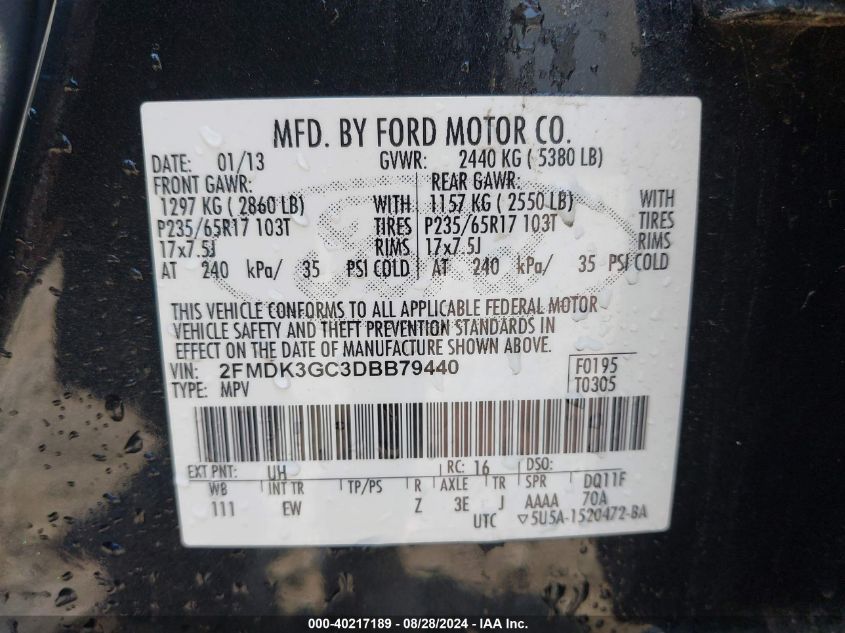 MFD. BY FORD MOTOR CO.
DATE: 01/13 GVWR: 2440 KG ( 5380 LB)
FRONT GAWR: REAR GAWR:
1297 KG ( 2860 LB) WITH 1157 KG ( 2550 LB) WITH
P235/65R17 103T TIRES P235/65R17 103T TIRES
17x7.5J RIMS 17x7.5J RIMS
AT 240 kPa/ 35 PSI COLD AT 240 kPa/ 35 PSI COLD
THIS VEHICLE CONFORMS TO ALL APPLICABLE FEDERAL MOTOR
VEHICLE SAFETY AND THEFT PREVENTION STANDARDS IN
EFFECT ON THE DATE OF MANUFACTURE SHOWN ABOVE.
VIN: 2FMDK3GC3DBB79440 F0195
TYPE: MPV T0305
EXT PNT: UH RC: 16 DSO:
WB INT TR TP/PS R AXLE TR SPR DQ11F
111 EW Z 3E J AAAA 70A
UTC ▽5U5A-1520472-BA
000-40217189 - 08/28/2024 - IAA Inc.